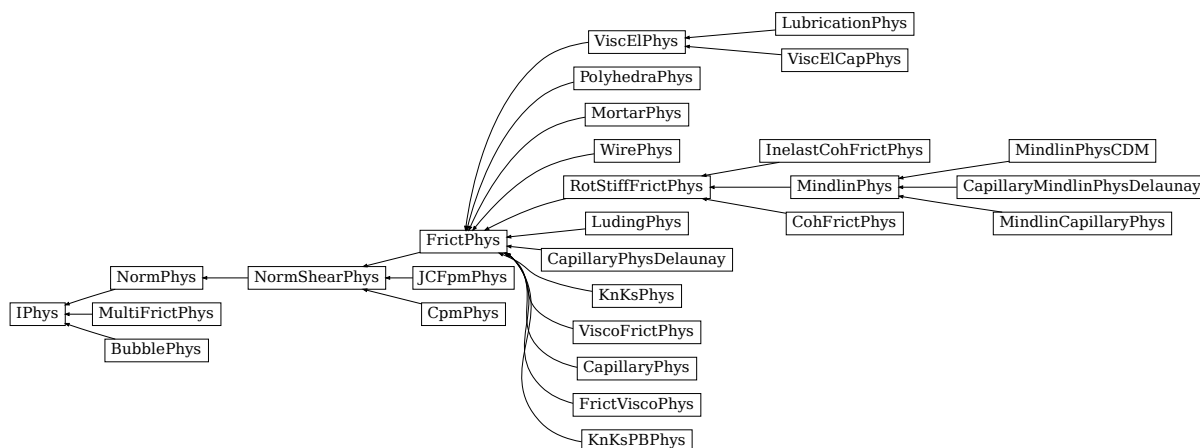 LubricationPhys
ViscElPhys
ViscElCapPhys
PolyhedraPhys
MortarPhys
WirePhys
InelastCohFrictPhys
MindlinPhysCDM
RotStiffFrictPhys
MindlinPhys
CapillaryMindlinPhysDelaunay
LudingPhys
CohFrictPhys
MindlinCapillaryPhys
FrictPhys
CapillaryPhysDelaunay
NormPhys
NormShearPhys
JCFpmPhys
KnKsPhys
IPhys
MultiFrictPhys
CpmPhys
ViscoFrictPhys
BubblePhys
CapillaryPhys
FrictViscoPhys
KnKsPBPhys